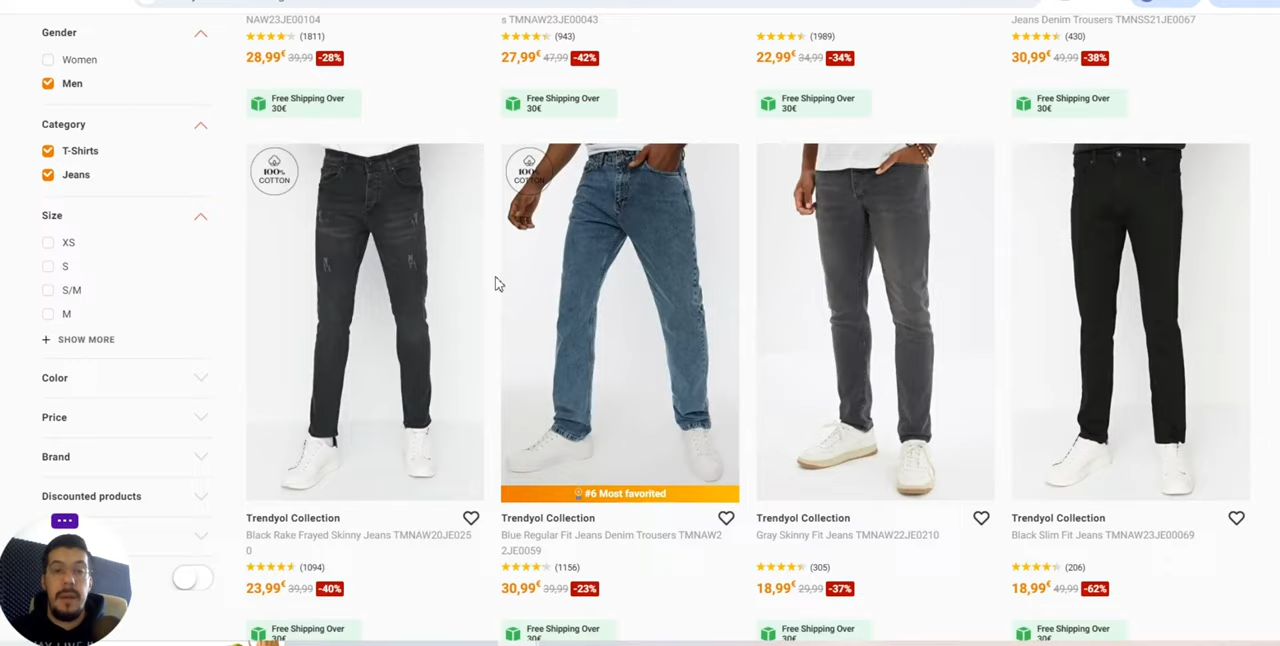 Gender
Women
Men
Category
T-Shirts
Jeans
Size
XS
S
S/M
M
+ SHOW MORE
Color
Price
Brand
Discounted products
NAW23JE00104
(1811)
28,99€ 39,99 -28%
Free Shipping Over
30€
s TMNAW23JE00043
(943)
27,99€ 47,99 -42%
Free Shipping Over
30€
(1989)
22,99€ 34,99 -34%
Free Shipping Over
30€
Jeans Denim Trousers TMNSS21JE0067
(430)
30,99€ 49,99 -38%
Free Shipping Over
30€
100%
COTTON
Trendyol Collection
Black Rake Frayed Skinny Jeans TMNAW20JE025
0
(1094)
23,99€ 39,99 -40%
Free Shipping Over
30€
100%
COTTON
#6 Most favorited
Trendyol Collection
Blue Regular Fit Jeans Denim Trousers TMNAW2
2JE0059
(1156)
30,99€ 39,99 -23%
Free Shipping Over
30€
Trendyol Collection
Gray Skinny Fit Jeans TMNAW22JE0210
(305)
18,99€ 29,99 -37%
Free Shipping Over
30€
Trendyol Collection
Black Slim Fit Jeans TMNAW23JE00069
(206)
18,99€ 49,99 -62%
Free Shipping Over
30€